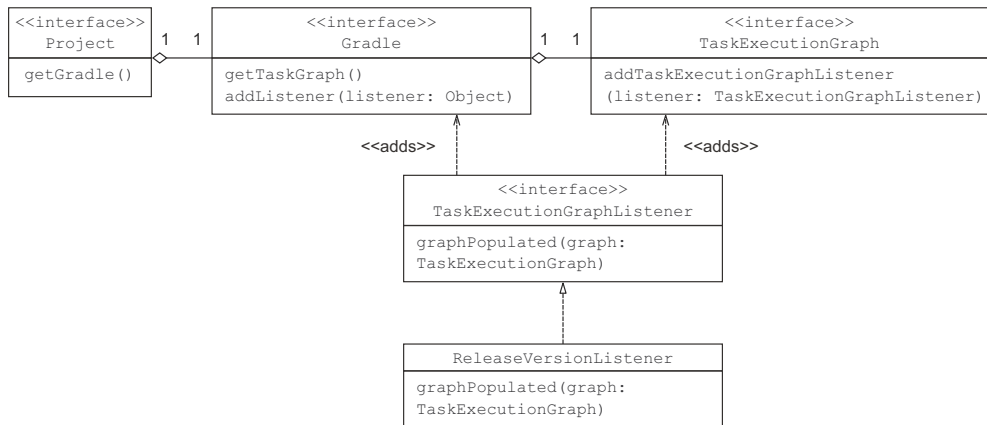 <<interface>>
Project
getGradle()
1 1
<<interface>>
Gradle
getTaskGraph()
addListener(listener: Object)
1 1
<<interface>>
TaskExecutionGraph
addTaskExecutionGraphListener
(listener: TaskExecutionGraphListener)
<<adds>>
<<adds>>
<<interface>>
TaskExecutionGraphListener
graphPopulated(graph:
TaskExecutionGraph)
ReleaseVersionListener
graphPopulated(graph:
TaskExecutionGraph)